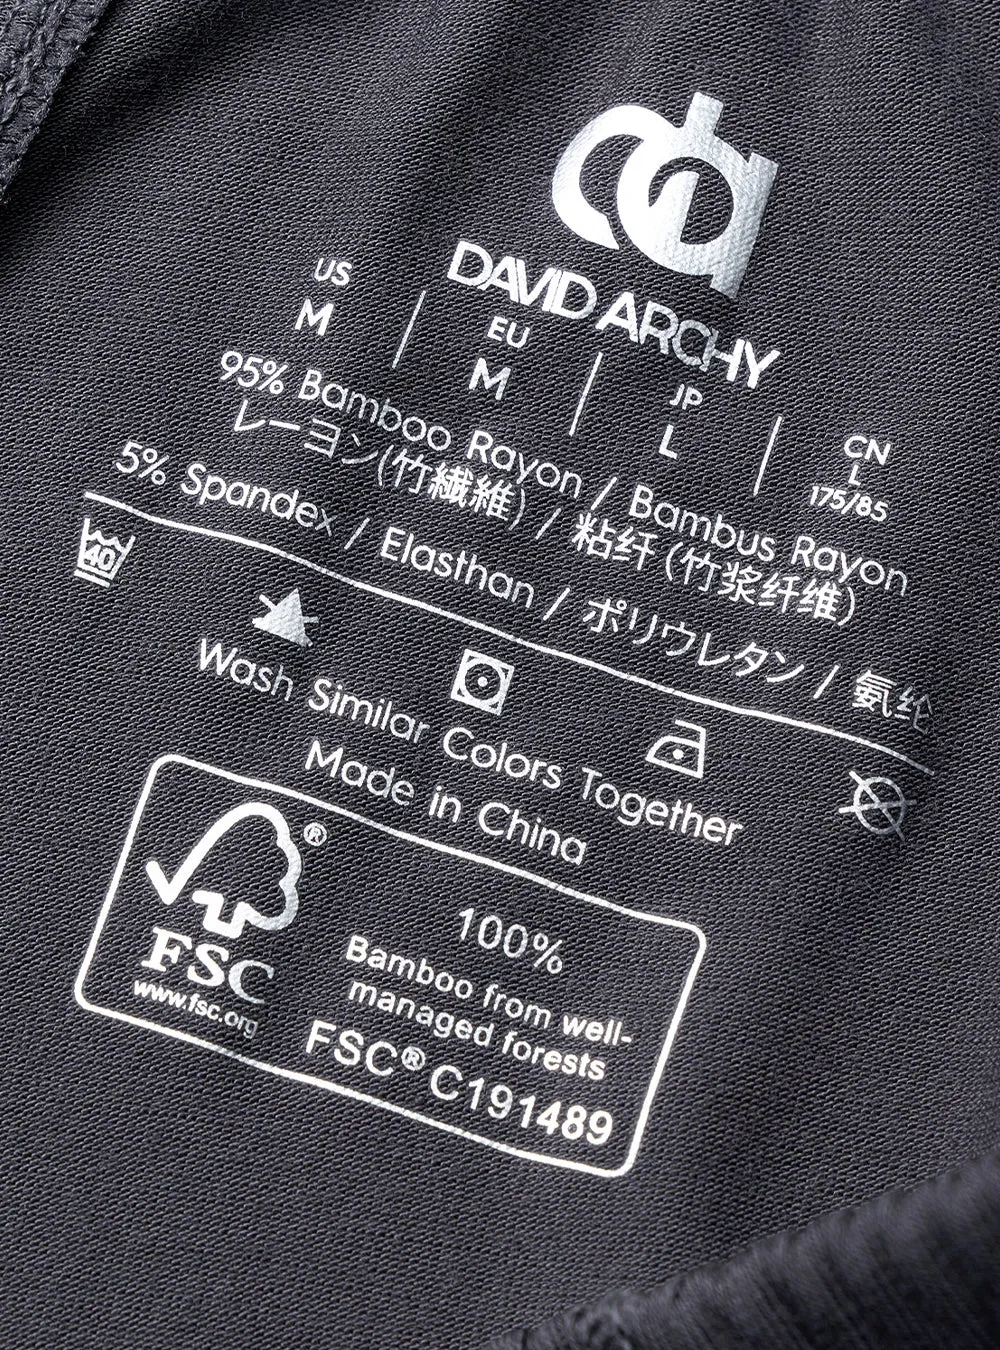 da
DAVID ARCHY
US
M
EU
M
JP
L
CN
L
175/85
95% Bamboo Rayon / Bambus Rayon
レーヨン(竹繊維) / 粘纤 (竹浆纤维)
5% Spandex / Elasthan / ポリウレタン / 氨纶
40
Wash Similar Colors Together
Made in China
®
FSC
www.fsc.org
100%
Bamboo from well-
managed forests
FSC® C191489